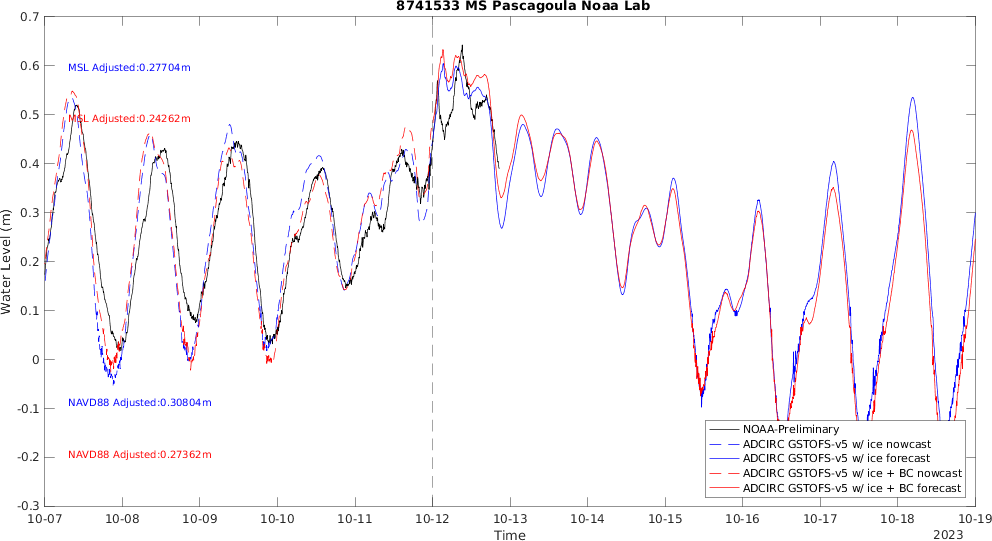 8741533 MS Pascagoula Noaa Lab
0.7
0.6
0.5
0.4
0.3
0.2
0.1
0
-0.1
-0.2
-0.3
Water Level (m)
MSL Adjusted:0.27704m
MSL Adjusted:0.24262m
NAVD88 Adjusted:0.30804m
NAVD88 Adjusted:0.27362m
NOAA-Preliminary
ADCIRC GSTOFS-v5 w/ ice nowcast
ADCIRC GSTOFS-v5 w/ ice forecast
ADCIRC GSTOFS-v5 w/ ice + BC nowcast
ADCIRC GSTOFS-v5 w/ ice + BC forecast
10-07 10-08 10-09 10-10 10-11 10-12 10-13 10-14 10-15 10-16 10-17 10-18 10-19
Time
2023